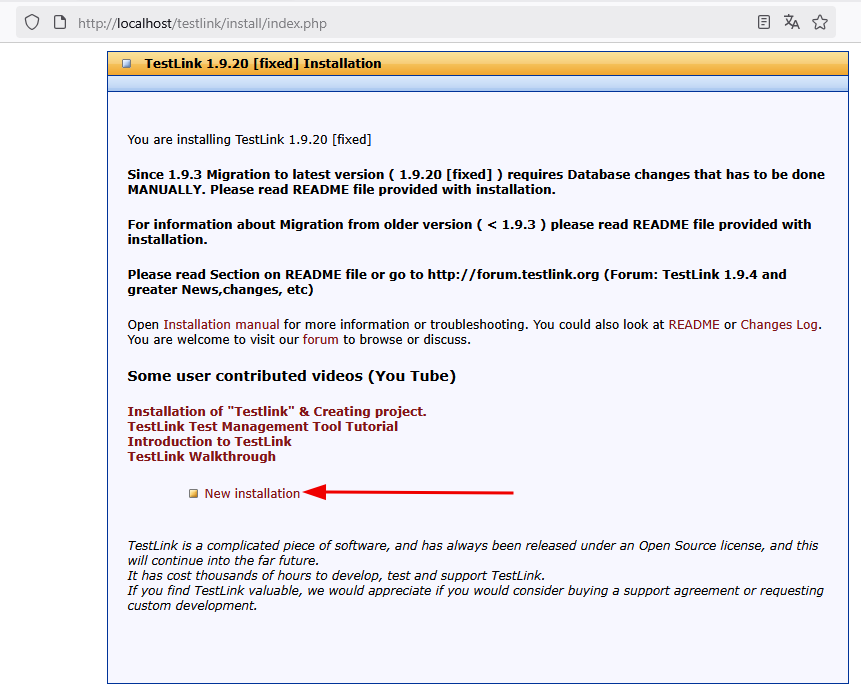 http://localhost/testlink/install/index.php
TestLink 1.9.20 [fixed] Installation
You are installing TestLink 1.9.20 [fixed]
Since 1.9.3 Migration to latest version ( 1.9.20 [fixed] ) requires Database changes that has to be done
MANUALLY. Please read README file provided with installation.
For information about Migration from older version ( < 1.9.3 ) please read README file provided with
installation.
Please read Section on README file or go to http://forum.testlink.org (Forum: TestLink 1.9.4 and
greater News,changes, etc)
Open Installation manual for more information or troubleshooting. You could also look at README or Changes Log.
You are welcome to visit our forum to browse or discuss.
Some user contributed videos (You Tube)
Installation of "Testlink" & Creating project.
TestLink Test Management Tool Tutorial
Introduction to TestLink
TestLink Walkthrough
New installation
TestLink is a complicated piece of software, and has always been released under an Open Source license, and this
will continue into the far future.
It has cost thousands of hours to develop, test and support TestLink.
If you find TestLink valuable, we would appreciate if you would consider buying a support agreement or requesting
custom development.